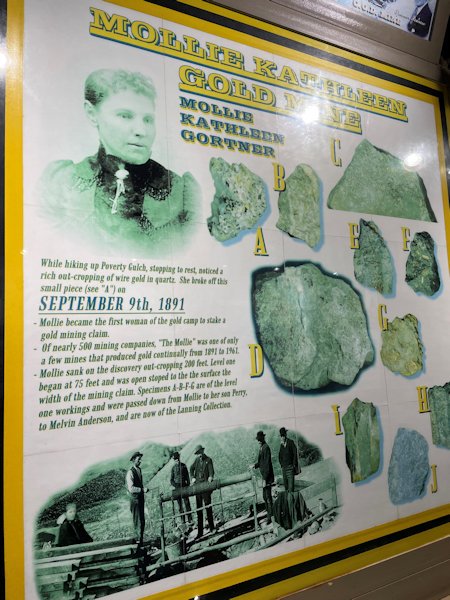 MOLLIE KATHLEEN
GOLD MINE
MOLLIE
KATHLEEN
GORTNER
A
B
C
D
E
F
G
H
I
J
While hiking up Poverty Gulch, stopping to rest, noticed a
rich out-cropping of wire gold in quartz. She broke off this
small piece (see "A") on
SEPTEMBER 9th, 1891
- Mollie became the first woman of the gold camp to stake a
gold mining claim.
- Of nearly 500 mining companies, "The Mollie" was one of only
a few mines that produced gold continually from 1891 to 1961.
- Mollie sank on the discovery out-cropping 200 feet. Level one
began at 75 feet and was open stoped to the the surface the
width of the mining claim. Specimens A-B-F-G are of the level
one workings and were passed down from Mollie to her son Perry,
to Melvin Anderson, and are now of the Lanning Collection.